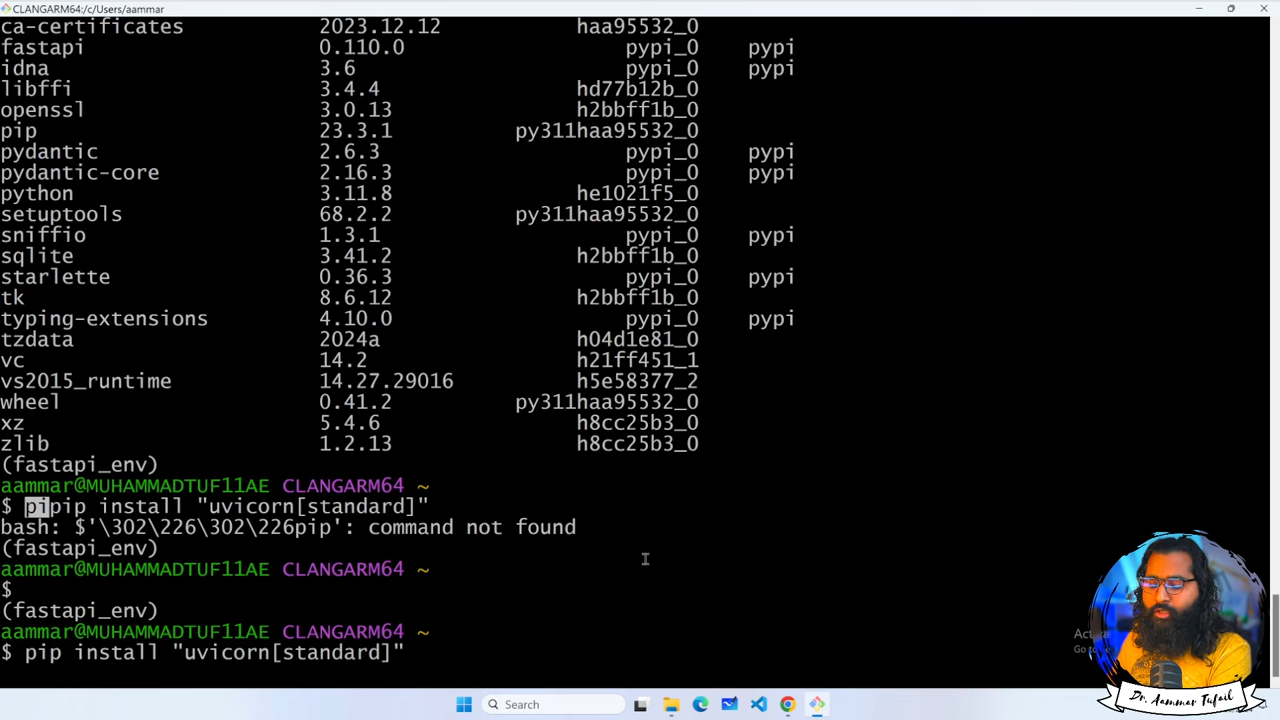 CLANGARM64:/c/Users/aammar
ca-certificates 2023.12.12 haa95532_0
fastapi 0.110.0 pypi_0 pypi
idna 3.6 pypi_0 pypi
libffi 3.4.4 hd77b12b_0
openssl 3.0.13 h2bbff1b_0
pip 23.3.1 py311haa95532_0
pydantic 2.6.3 pypi_0 pypi
pydantic-core 2.16.3 pypi_0 pypi
python 3.11.8 he1021f5_0
setuptools 68.2.2 py311haa95532_0
sniffio 1.3.1 pypi_0 pypi
sqlite 3.41.2 h2bbff1b_0
starlette 0.36.3 pypi_0 pypi
tk 8.6.12 h2bbff1b_0
typing-extensions 4.10.0 pypi_0 pypi
tzdata 2024a h04d1e81_0
vc 14.2 h21ff451_1
vs2015_runtime 14.27.29016 h5e58377_2
wheel 0.41.2 py311haa95532_0
xz 5.4.6 h8cc25b3_0
zlib 1.2.13 h8cc25b3_0
(fastapi_env)
aammar@MUHAMMADTUF11AE CLANGARM64 ~
$ pipip install "uvicorn[standard]"
bash: $'\302\226\302\226pip': command not found
(fastapi_env)
aammar@MUHAMMADTUF11AE CLANGARM64 ~
$
(fastapi_env)
aammar@MUHAMMADTUF11AE CLANGARM64 ~
$ pip install "uvicorn[standard]"
Dr. Aammar Tufail
Search